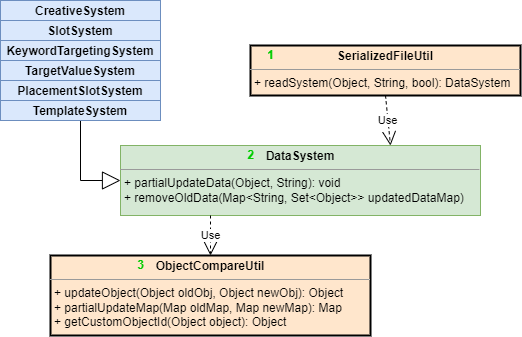 CreativeSystem
SlotSystem
KeywordTargetingSystem
TargetValueSystem
PlacementSlotSystem
TemplateSystem
1 SerializedFileUtil
+ readSystem(Object, String, bool): DataSystem
Use
2 DataSystem
+ partialUpdateData(Object, String): void
+ removeOldData(Map<String, Set<Object>> updatedDataMap)
Use
3 ObjectCompareUtil
+ updateObject(Object oldObj, Object newObj): Object
+ partialUpdateMap(Map oldMap, Map newMap): Map
+ getCustomObjectId(Object object): Object